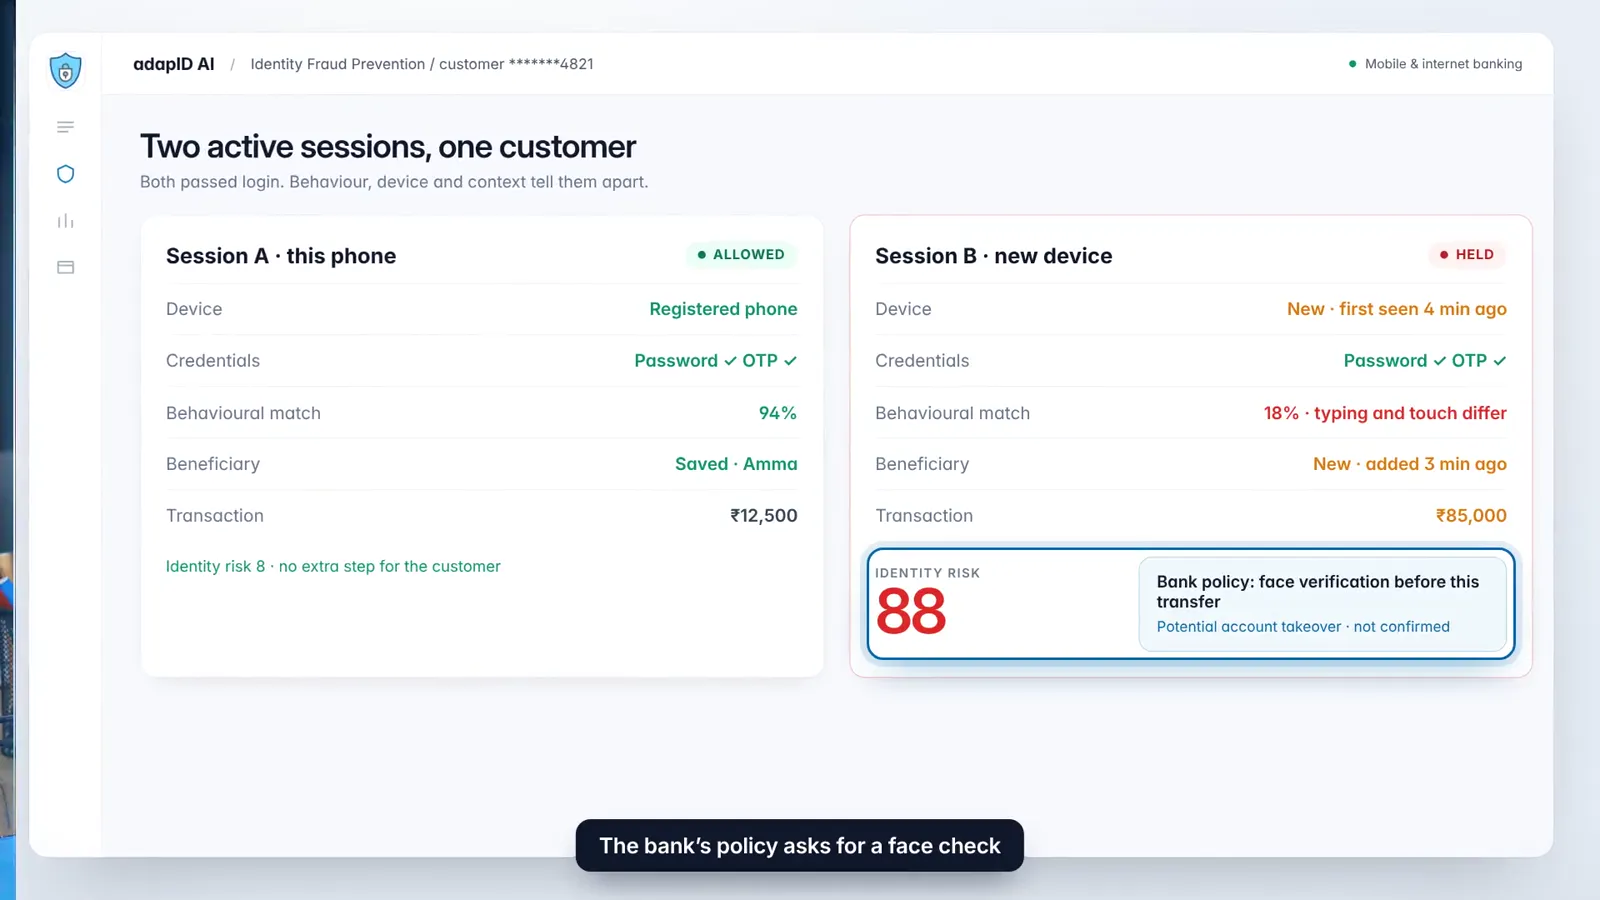 adapID AI / Identity Fraud Prevention / customer *******4821
Mobile & internet banking
Two active sessions, one customer
Both passed login. Behaviour, device and context tell them apart.
Session A · this phone
ALLOWED
Device Registered phone
Credentials Password ✓ OTP ✓
Behavioural match 94%
Beneficiary Saved · Amma
Transaction ₹12,500
Identity risk 8 · no extra step for the customer
Session B · new device
HELD
Device New · first seen 4 min ago
Credentials Password ✓ OTP ✓
Behavioural match 18% · typing and touch differ
Beneficiary New · added 3 min ago
Transaction ₹85,000
IDENTITY RISK
88
Bank policy: face verification before this
transfer
Potential account takeover · not confirmed
The bank’s policy asks for a face check